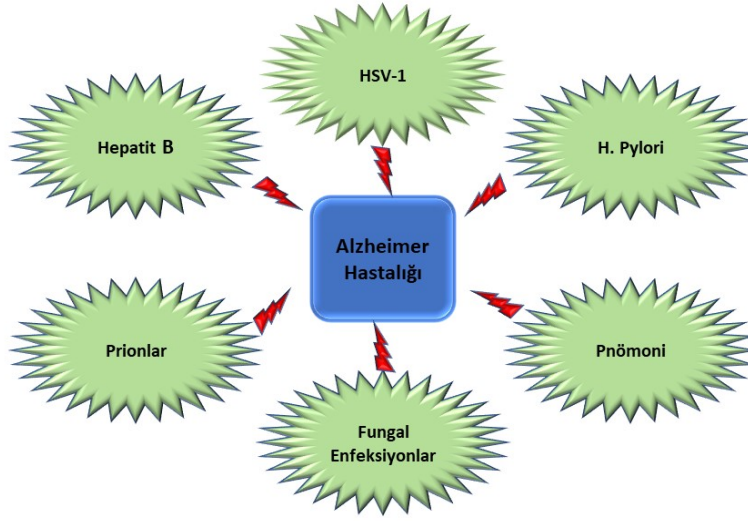 HSV-1
Hepatit B
H. Pylori
Alzheimer
Hastalığı
Prionlar
Pnömoni
Fungal
Enfeksiyonlar